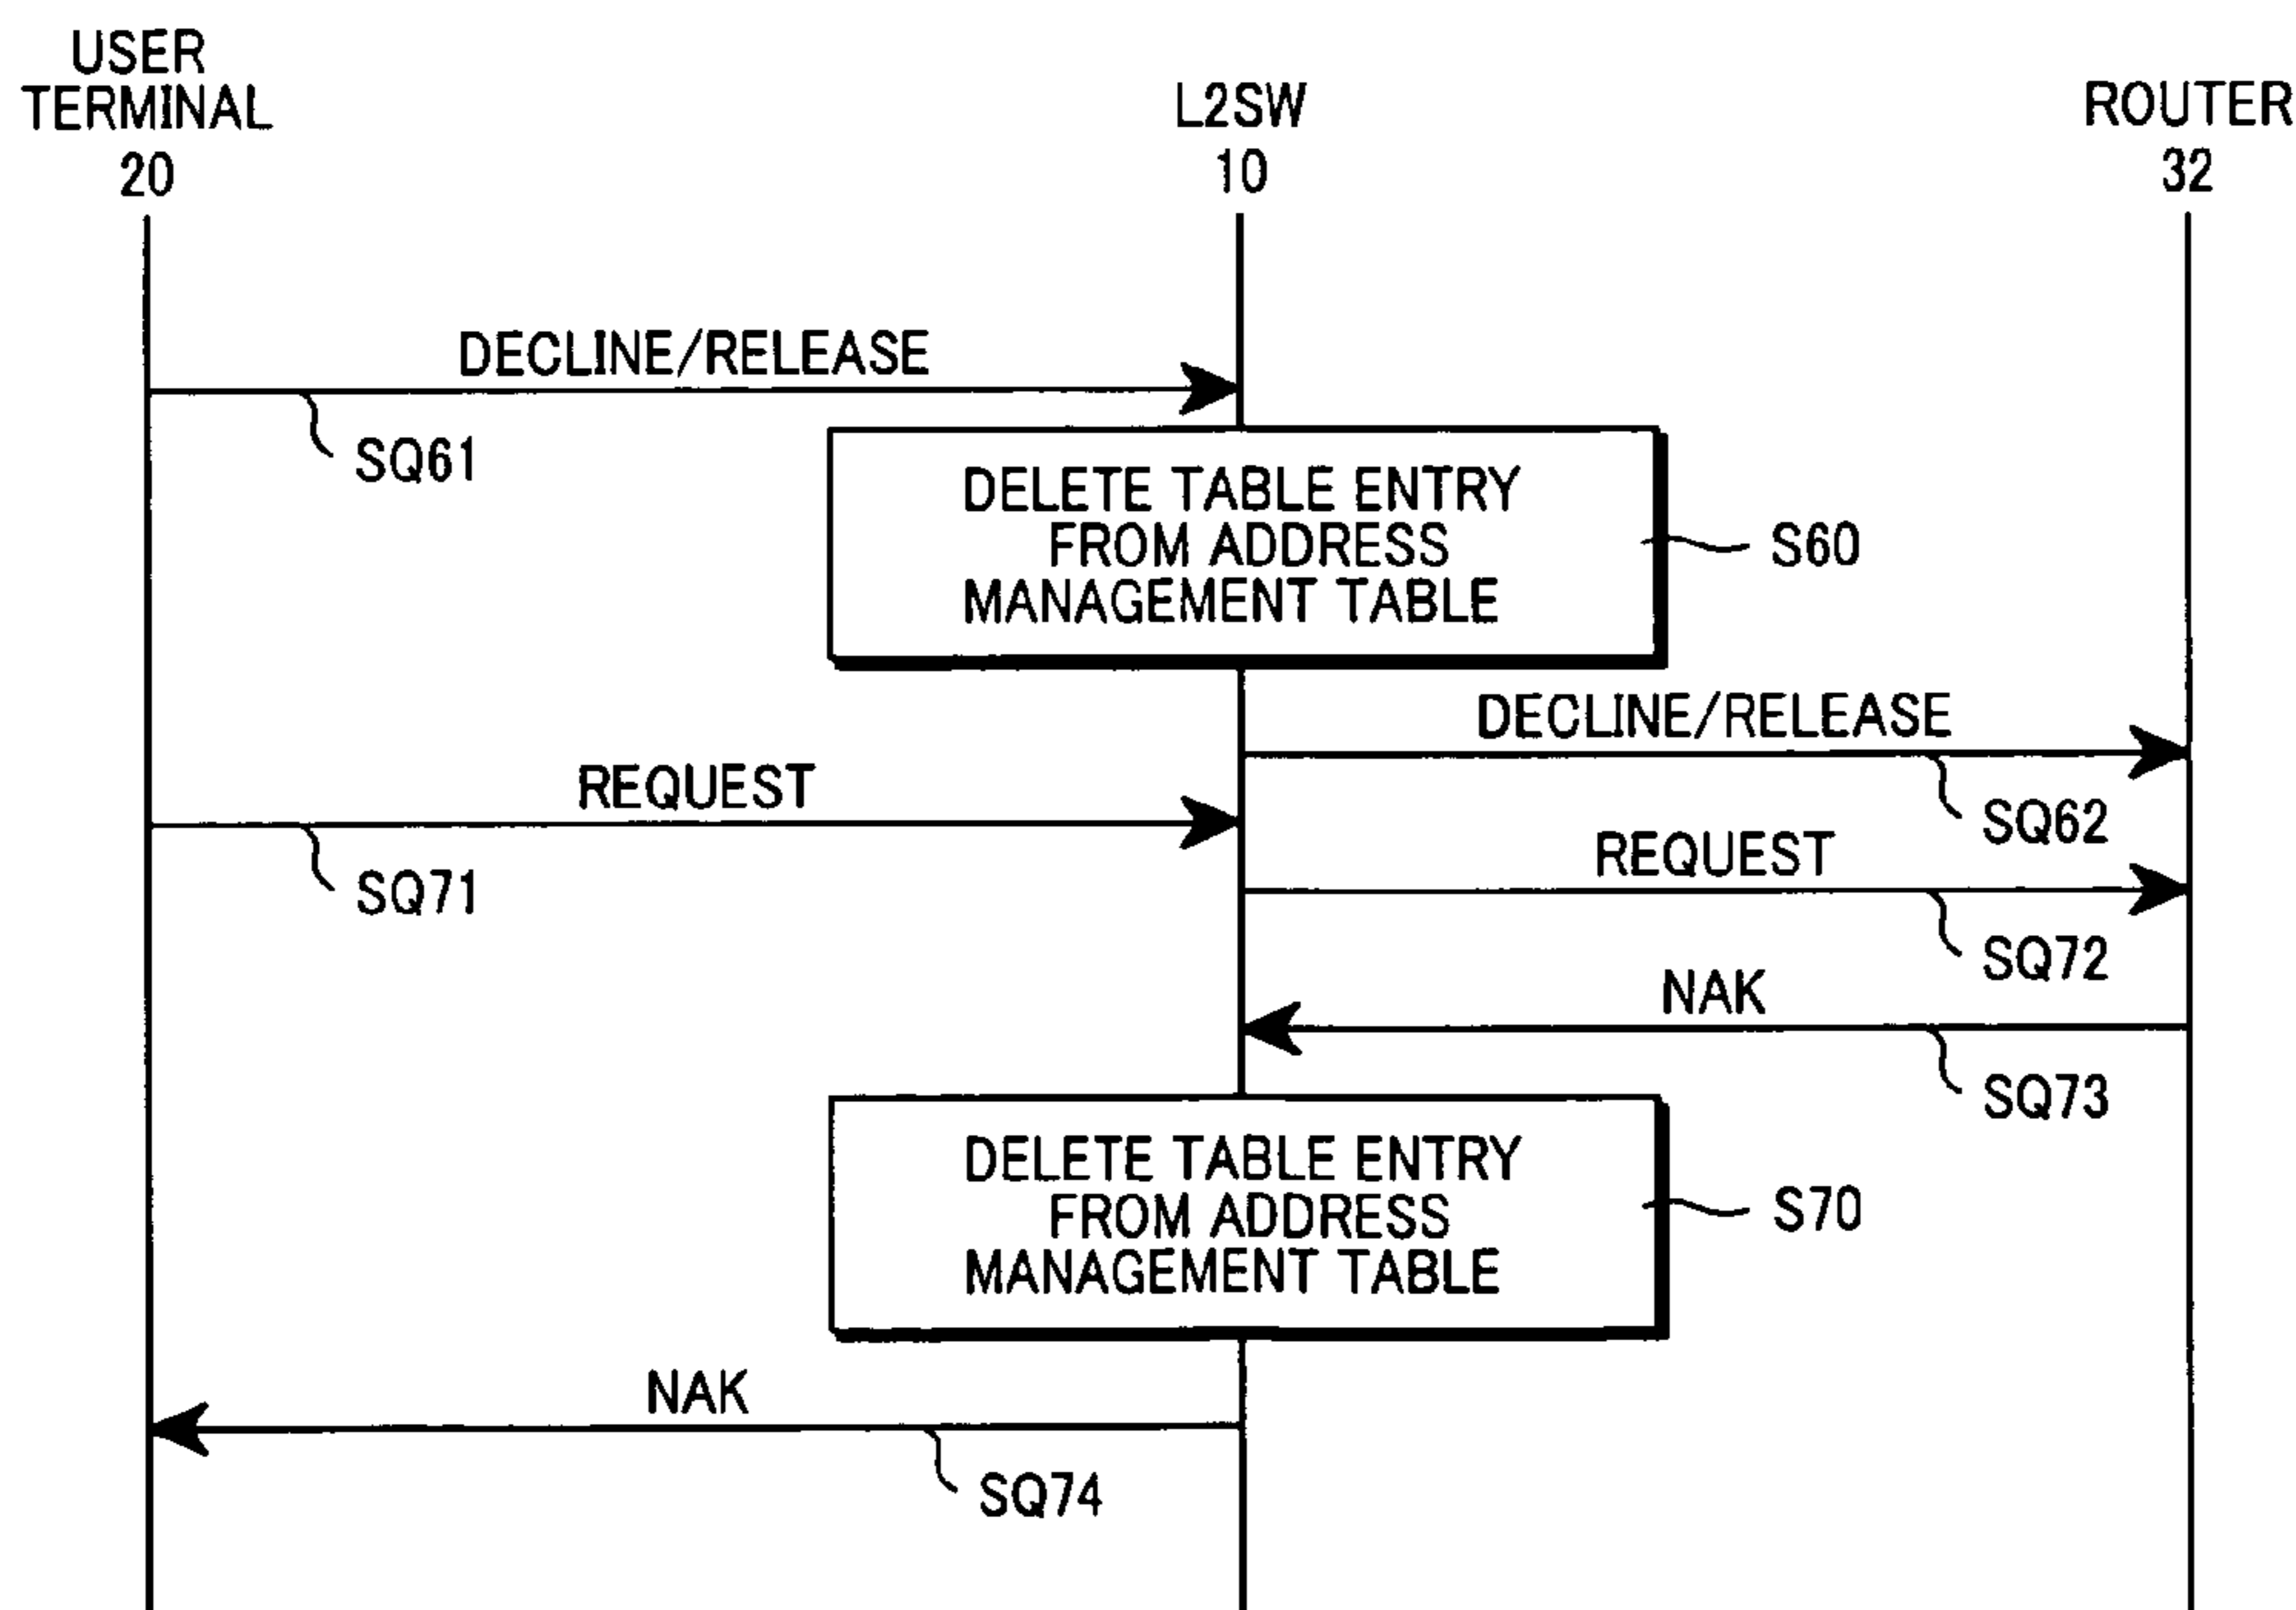 USER
TERMINAL
20
L2SW
10
ROUTER
32
DECLINE/RELEASE
SQ61
DELETE TABLE ENTRY
FROM ADDRESS
MANAGEMENT TABLE
S60
DECLINE/RELEASE
SQ62
REQUEST
SQ71
REQUEST
SQ72
NAK
SQ73
DELETE TABLE ENTRY
FROM ADDRESS
MANAGEMENT TABLE
S70
NAK
SQ74